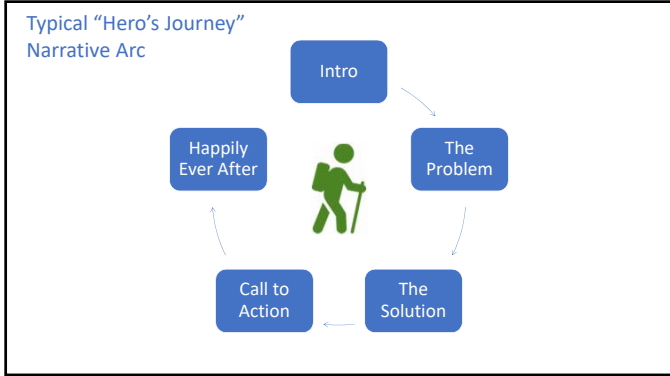 Typical “Hero’s Journey”
Narrative Arc
Intro
The
Problem
The
Solution
Call to
Action
Happily
Ever After